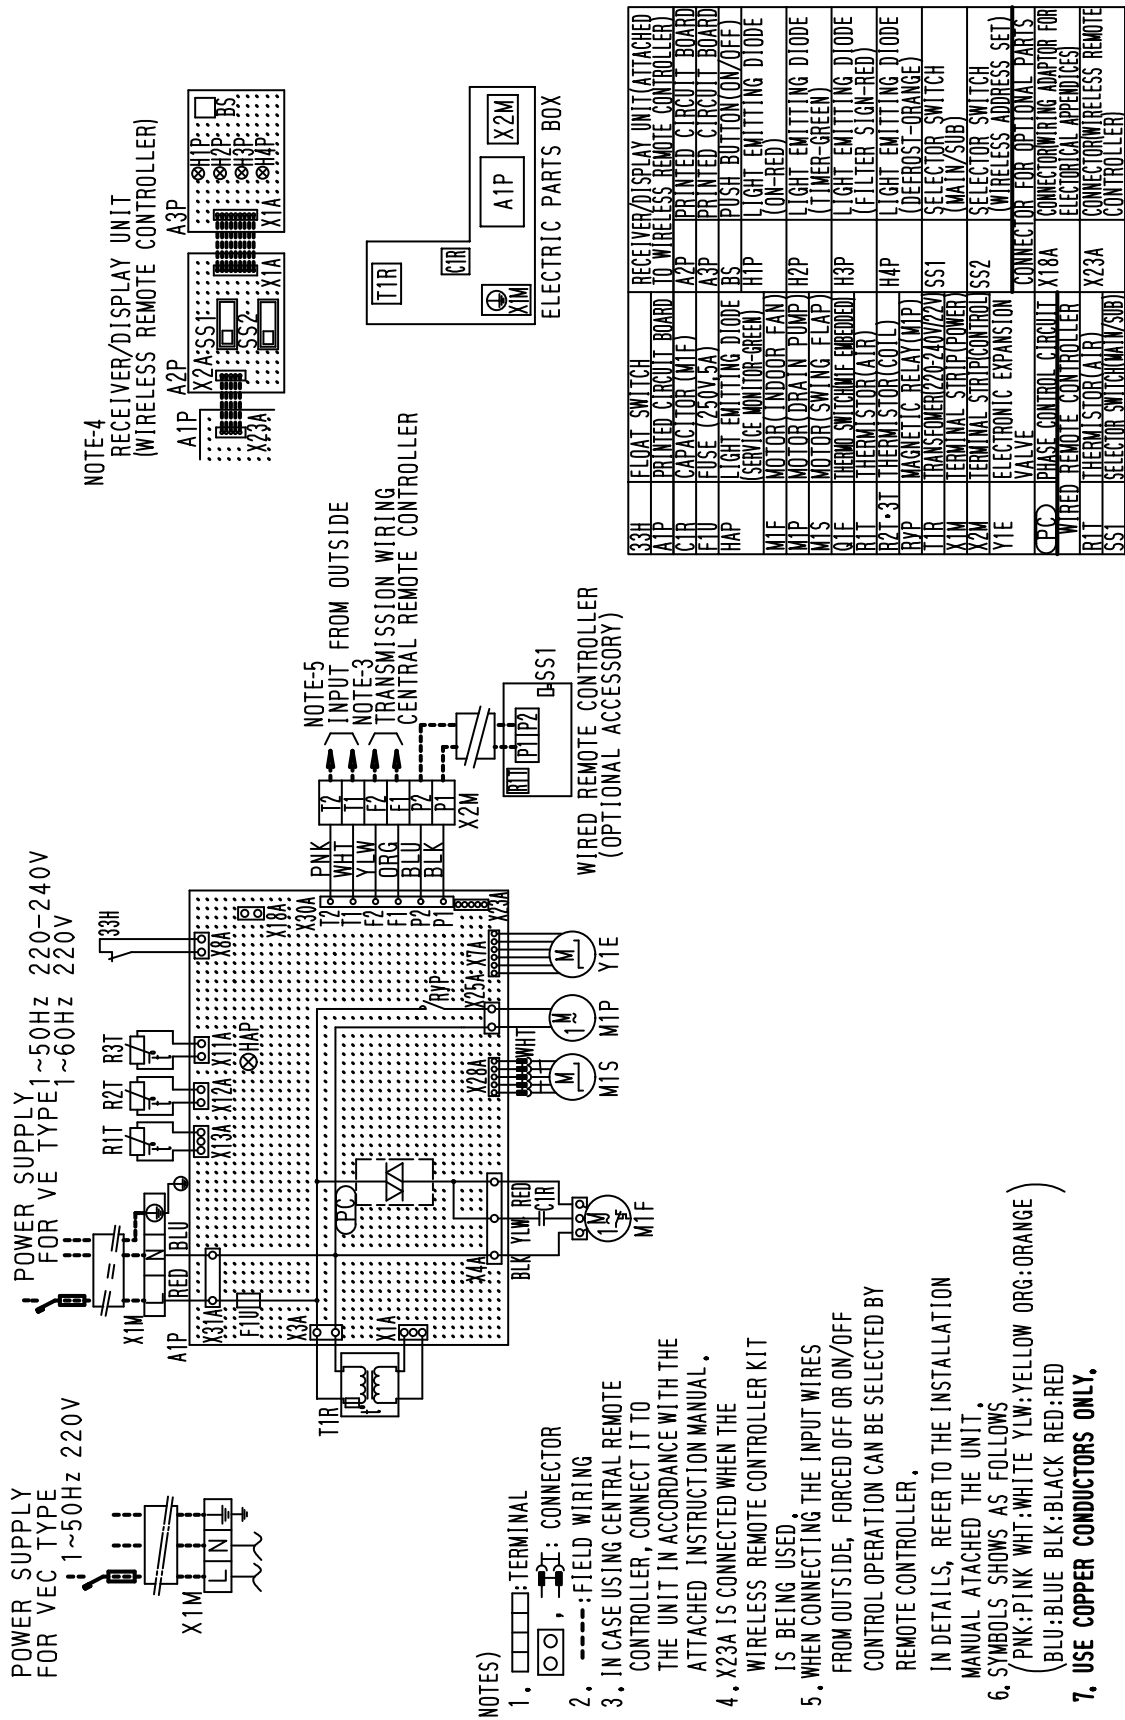 POWER SUPPLY
FOR VEC TYPE
1~50Hz 220V
X1M
L N
POWER SUPPLY
FOR VE TYPE
1~50Hz 220-240V
1~60Hz 220V
X1M
L N
RED BLU
A1P
X31A
F1U
X3A
X1A
T1R
R1T R2T R3T
X13A X12A X11A
HAP
33H
X8A
X18A
X30A
T2
T1
F2
F1
P2
P1
X23A
PC
RyP
X4A
X28A
X25A
X7A
BLK YLW RED
C1R
M
1~
M1F
WHT
M
M1S
M
1~
M1P
M
Y1E
PNK
WHT
YLW
ORG
BLU
BLK
T2
T1
F2
F1
P2
P1
X2M
NOTE-5
INPUT FROM OUTSIDE
NOTE-3
TRANSMISSION WIRING
CENTRAL REMOTE CONTROLLER
R1T
P1 P2
SS1
WIRED REMOTE CONTROLLER
(OPTIONAL ACCESSORY)
NOTE-4
RECEIVER/DISPLAY UNIT
(WIRELESS REMOTE CONTROLLER)
A1P
X23A
A2P
X2A
SS1
SS2
X1A
A3P
X1A
H1P
H2P
H3P
H4P
BS
T1R
C1R
X1M
A1P
X2M
ELECTRIC PARTS BOX
NOTES)
1. :TERMINAL
, : CONNECTOR
2. :FIELD WIRING
3. IN CASE USING CENTRAL REMOTE
CONTROLLER, CONNECT IT TO
THE UNIT IN ACCORDANCE WITH THE
ATTACHED INSTRUCTION MANUAL.
4. X23A IS CONNECTED WHEN THE
WIRELESS REMOTE CONTROLLER KIT
IS BEING USED.
5. WHEN CONNECTING THE INPUT WIRES
FROM OUTSIDE, FORCED OFF OR ON/OFF
CONTROL OPERATION CAN BE SELECTED BY
REMOTE CONTROLLER.
IN DETAILS, REFER TO THE INSTALLATION
MANUAL ATACHED THE UNIT.
6. SYMBOLS SHOWS AS FOLLOWS
(PNK:PINK WHT:WHITE YLW:YELLOW ORG:ORANGE
BLU:BLUE BLK:BLACK RED:RED)
7. USE COPPER CONDUCTORS ONLY.
33H FLOAT SWITCH
A1P PRINTED CIRCUIT BOARD
C1R CAPACITOR (M1F)
F1U FUSE (250V,5A)
HAP LIGHT EMITTING DIODE
(SERVICE MONITOR-GREEN)
M1F MOTOR(INDOOR FAN)
M1P MOTOR(DRAIN PUMP)
M1S MOTOR(SWING FLAP)
Q1F THERMO SWITCH(M1F EMBEDDED)
R1T THERMISTOR(AIR)
R2T·3T THERMISTOR(COIL)
RyP MAGNETIC RELAY(M1P)
T1R TRANSFOMER(220-240V/22V)
X1M TERMINAL STRIP(POWER)
X2M TERMINAL STRIP(CONTROL)
Y1E ELECTRONIC EXPANSION
VALVE
PC PHASE CONTROL CIRCUIT
WIRED REMOTE CONTROLLER
R1T THERMISTOR(AIR)
SS1 SELECTOR SWITCH(MAIN/SUB)
RECEIVER/DISPLAY UNIT(ATTACHED
TO WIRELESS REMOTE CONTROLLER)
A2P PRINTED CIRCUIT BOARD
A3P PRINTED CIRCUIT BOARD
BS PUSH BUTTON(ON/OFF)
H1P LIGHT EMITTING DIODE
(ON-RED)
H2P LIGHT EMITTING DIODE
(TIMER-GREEN)
H3P LIGHT EMITTING DIODE
(FILTER SIGN-RED)
H4P LIGHT EMITTING DIODE
(DEFROST-ORANGE)
SS1 SELECTOR SWITCH
(MAIN/SUB)
SS2 SELECTOR SWITCH
WIRELESS ADDRESS SET)
CONNECTOR FOR OPTIONAL PARTS
X18A CONNECTOR(WIRING ADAPTOR FOR
ELECTORICAL APPENDICES)
X23A CONNECTOR(WIRELESS REMOTE
CONTROLLER)